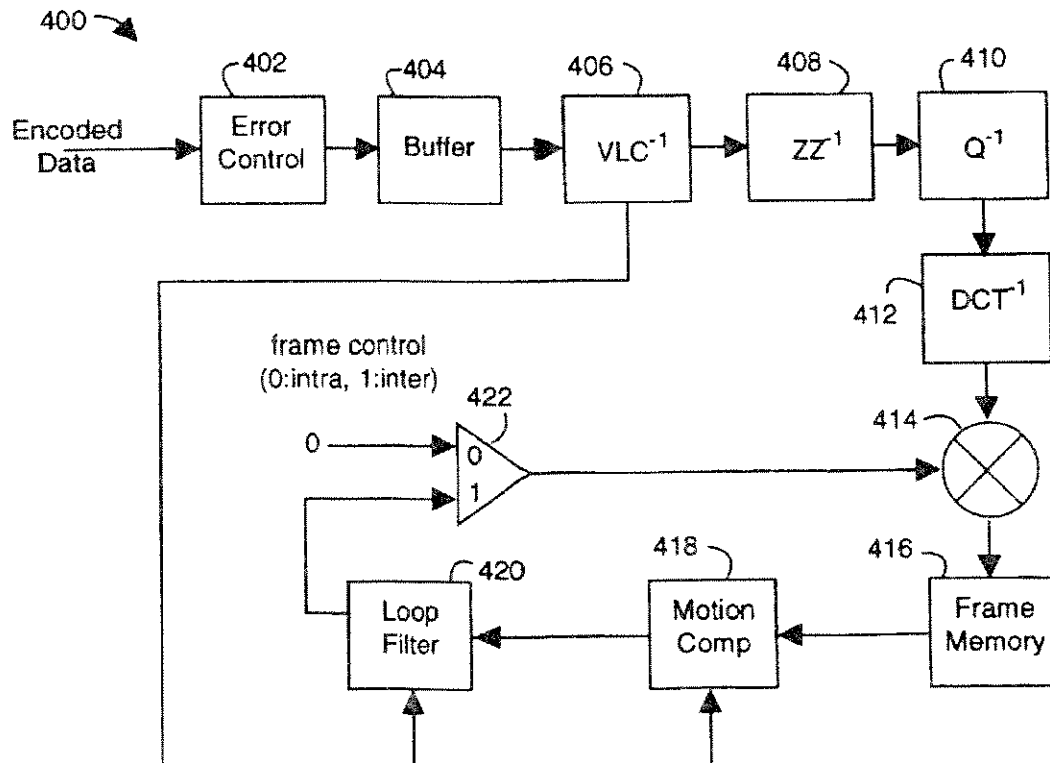 400
402
404
406
408
410
Encoded
Data
Error
Control
Buffer
VLC⁻¹
ZZ⁻¹
Q⁻¹
412
DCT⁻¹
frame control
(0:intra, 1:inter)
422
414
0
0
1
420
418
416
Loop
Filter
Motion
Comp
Frame
Memory